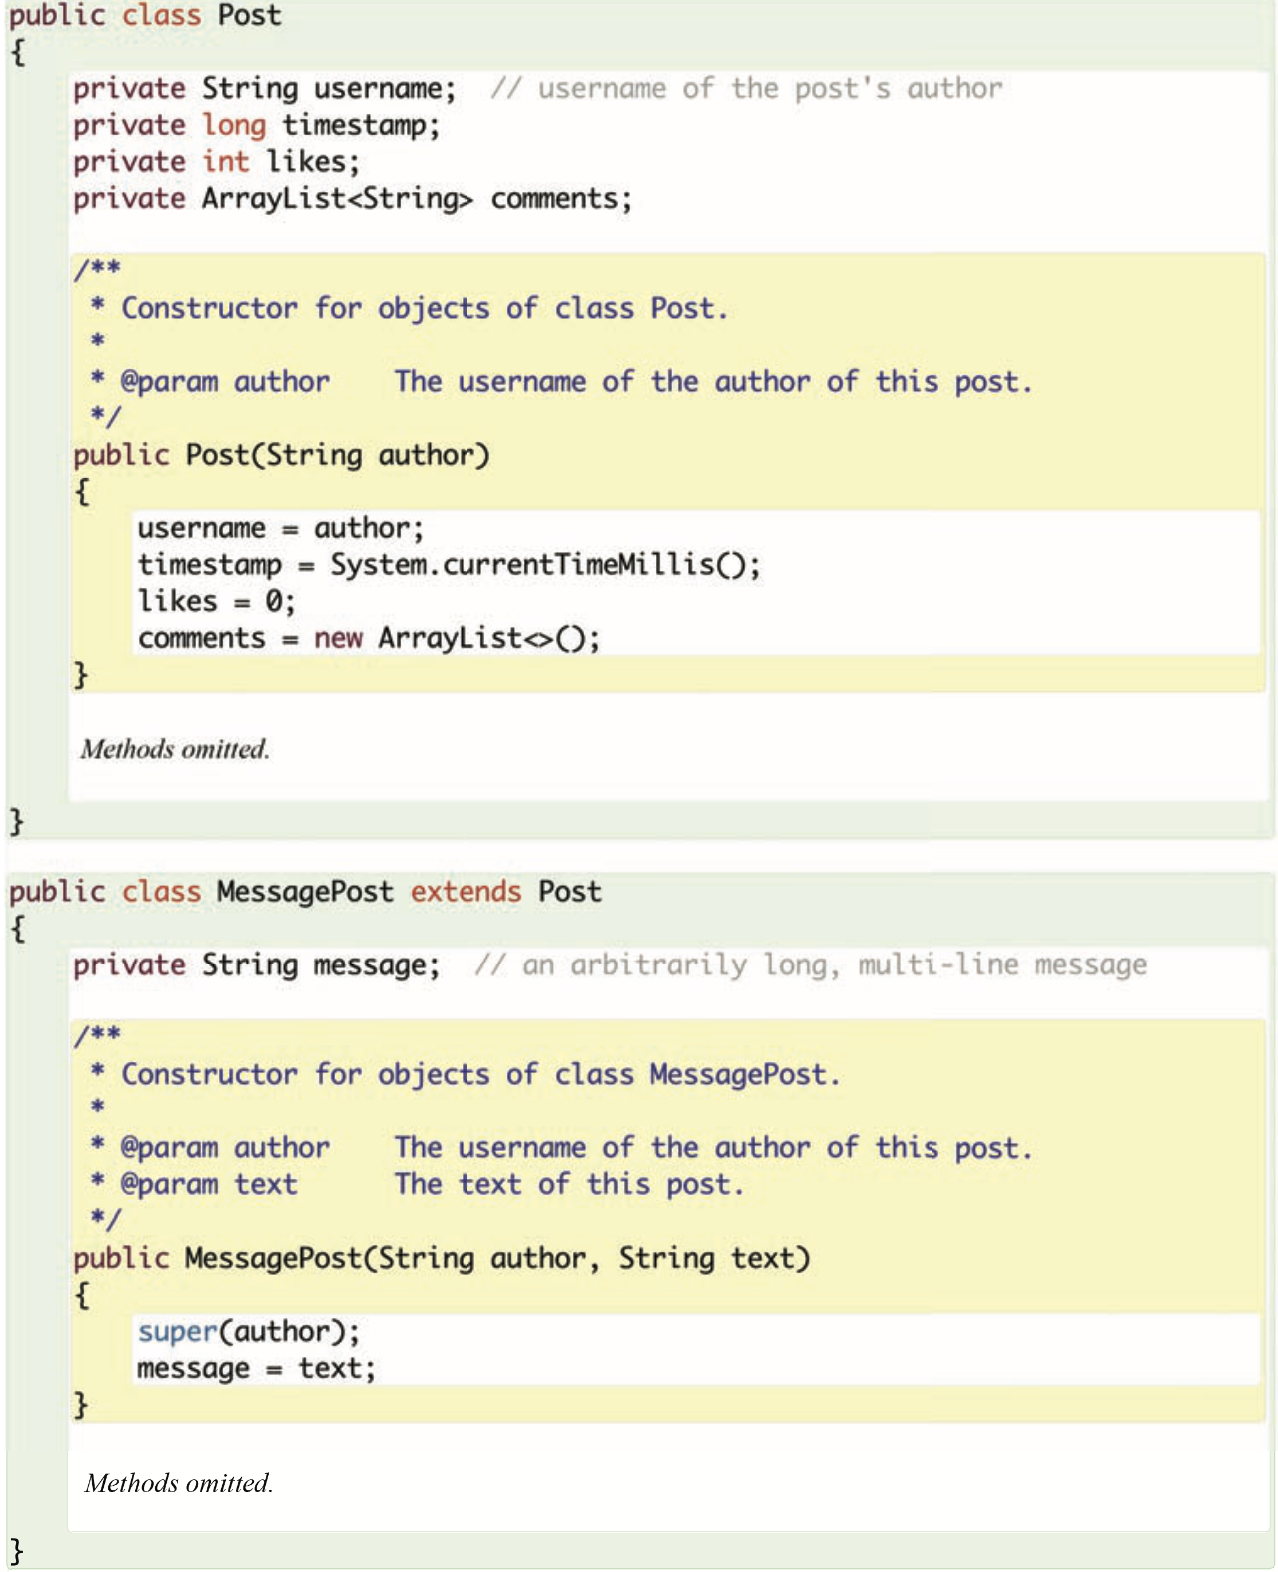 public class Post
{
private String username;  // username of the post's author
private long timestamp;
private int likes;
private ArrayList<String> comments;
/**
* Constructor for objects of class Post.
*
* @param author    The username of the author of this post.
*/
public Post(String author)
{
username = author;
timestamp = System.currentTimeMillis();
likes = 0;
comments = new ArrayList<>();
}
Methods omitted.
}
public class MessagePost extends Post
{
private String message;  // an arbitrarily long, multi-line message
/**
* Constructor for objects of class MessagePost.
*
* @param author    The username of the author of this post.
* @param text      The text of this post.
*/
public MessagePost(String author, String text)
{
super(author);
message = text;
}
Methods omitted.
}